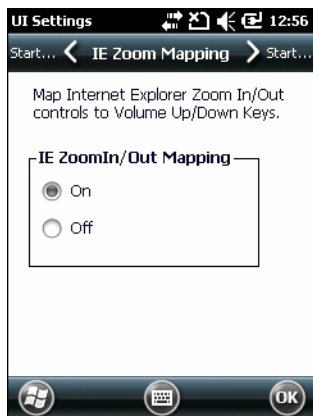 UI Settings 12:56
Start... IE Zoom Mapping Start...
Map Internet Explorer Zoom In/Out
controls to Volume Up/Down Keys.
IE ZoomIn/Out Mapping
On
Off
OK